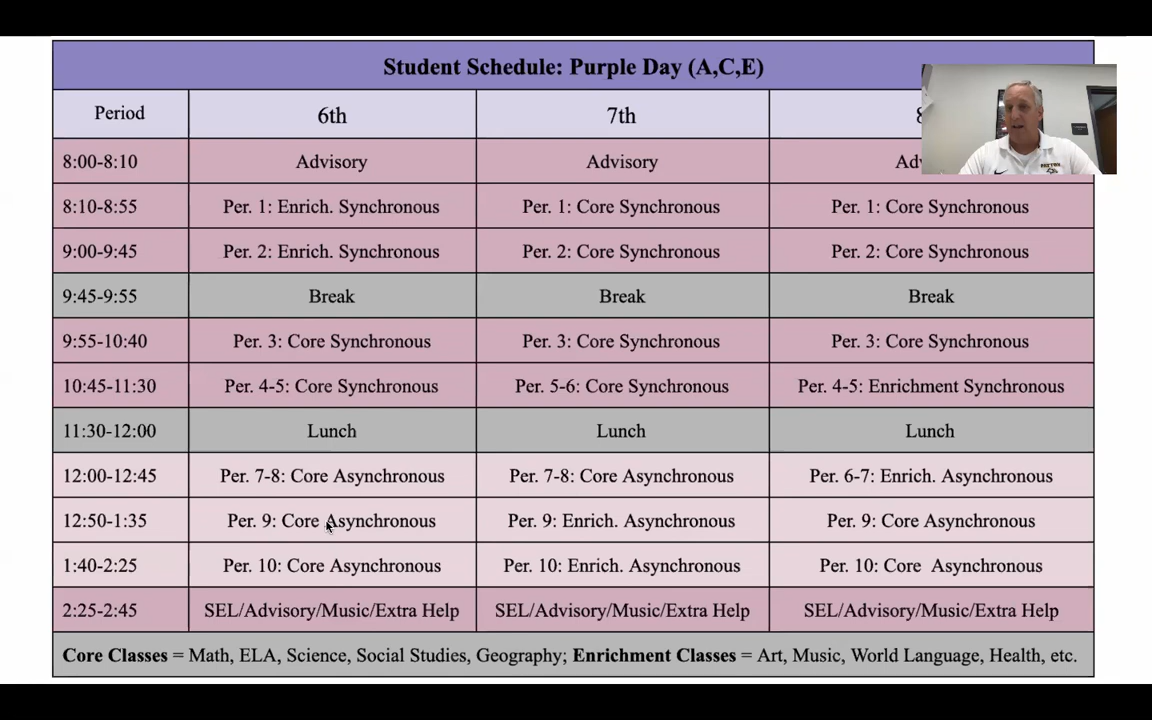 Student Schedule: Purple Day (A,C,E)
Period 6th 7th
8:00-8:10 Advisory Advisory
8:10-8:55 Per. 1: Enrich. Synchronous Per. 1: Core Synchronous Per. 1: Core Synchronous
9:00-9:45 Per. 2: Enrich. Synchronous Per. 2: Core Synchronous Per. 2: Core Synchronous
9:45-9:55 Break Break Break
9:55-10:40 Per. 3: Core Synchronous Per. 3: Core Synchronous Per. 3: Core Synchronous
10:45-11:30 Per. 4-5: Core Synchronous Per. 5-6: Core Synchronous Per. 4-5: Enrichment Synchronous
11:30-12:00 Lunch Lunch Lunch
12:00-12:45 Per. 7-8: Core Asynchronous Per. 7-8: Core Asynchronous Per. 6-7: Enrich. Asynchronous
12:50-1:35 Per. 9: Core Asynchronous Per. 9: Enrich. Asynchronous Per. 9: Core Asynchronous
1:40-2:25 Per. 10: Core Asynchronous Per. 10: Enrich. Asynchronous Per. 10: Core Asynchronous
2:25-2:45 SEL/Advisory/Music/Extra Help SEL/Advisory/Music/Extra Help SEL/Advisory/Music/Extra Help
Core Classes = Math, ELA, Science, Social Studies, Geography; Enrichment Classes = Art, Music, World Language, Health, etc.